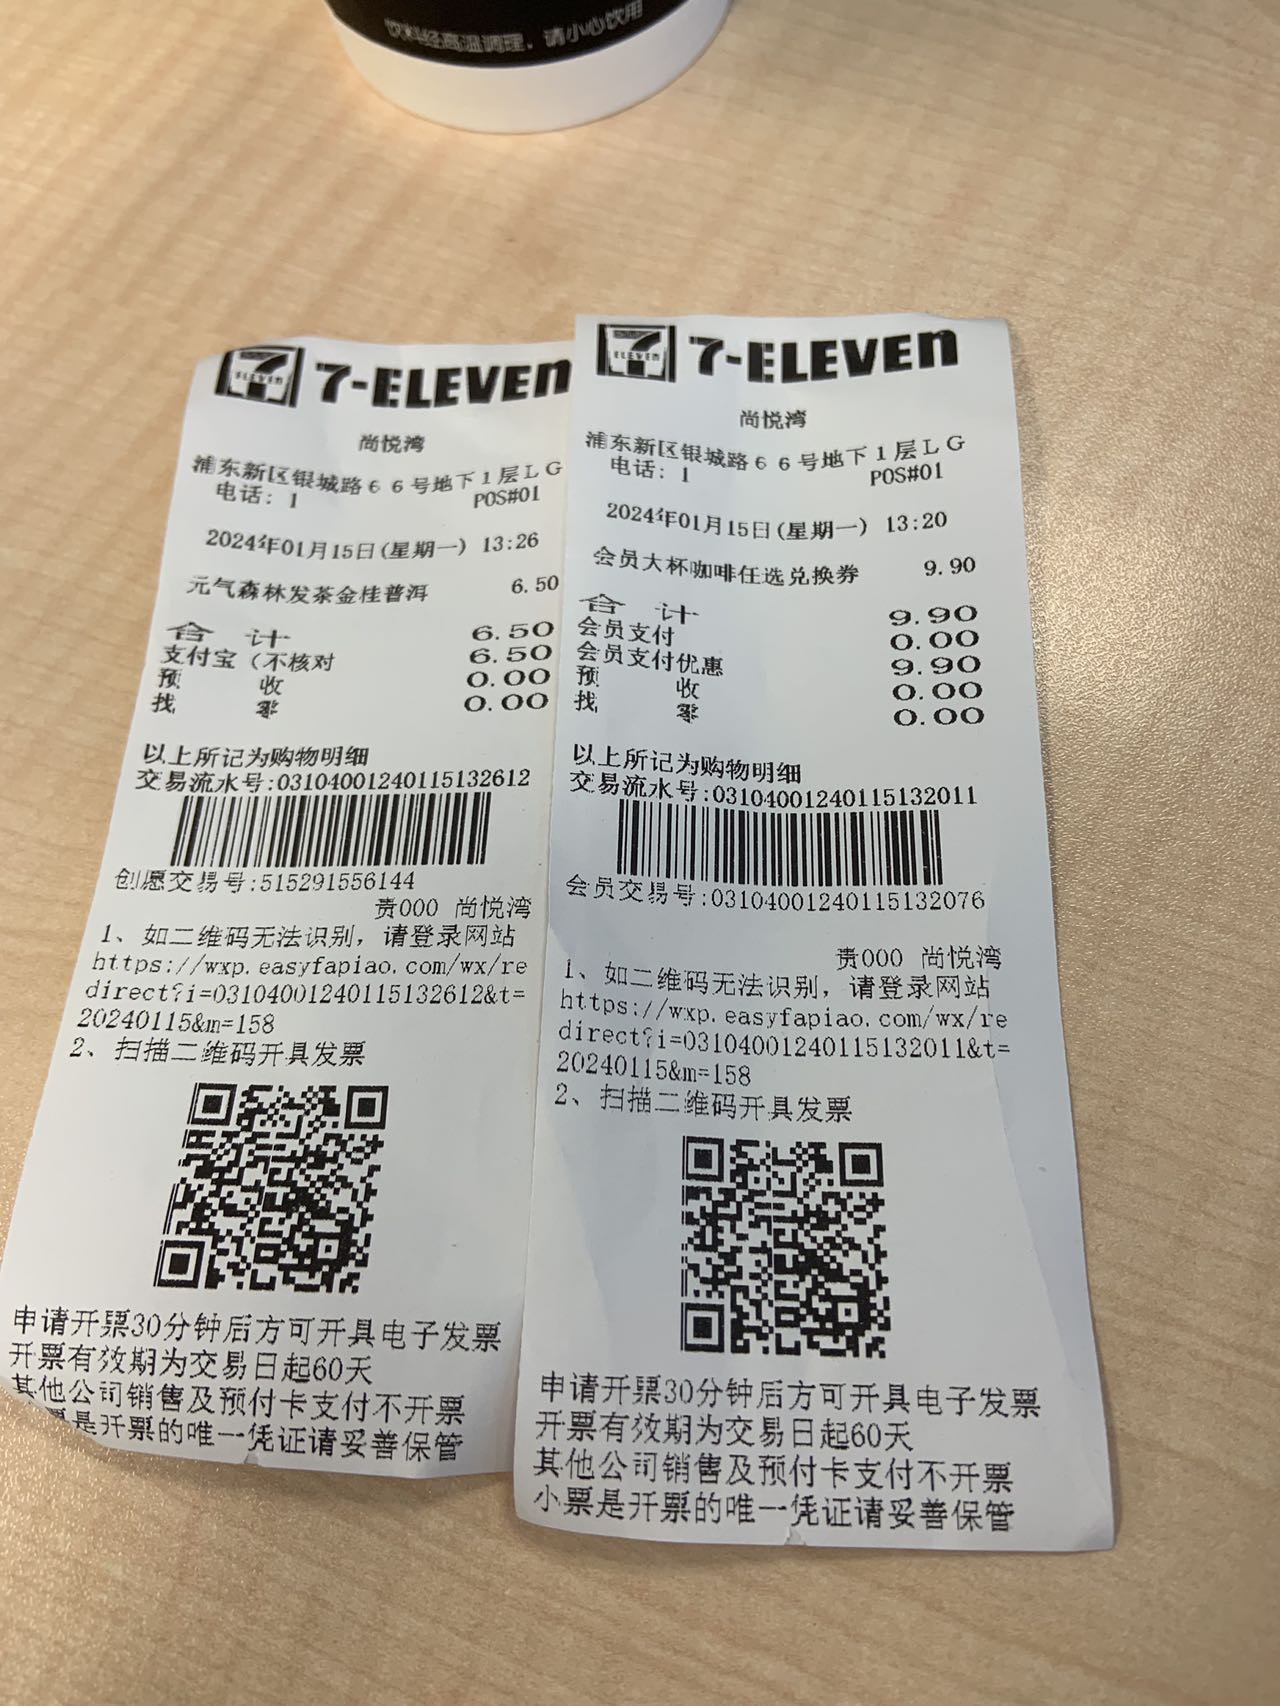 饮料经高温调理，请小心饮用
7-ELEVEn
尚悦湾
浦东新区银城路66号地下1层LG
电话：1 POS#01
2024年01月15日(星期一) 13:26
元气森林发茶金桂普洱 6.50
合 计 6.50
支付宝（不核对 6.50
预 收 0.00
找 零 0.00
以上所记为购物明细
交易流水号:03104001240115132612
创愿交易号:515291556144
责000 尚悦湾
1、如二维码无法识别，请登录网站
https://wxp.easyfapiao.com/wx/re
direct?i=03104001240115132612&t=
20240115&m=158
2、扫描二维码开具发票
申请开票30分钟后方可开具电子发票
开票有效期为交易日起60天
其他公司销售及预付卡支付不开票
票是开票的唯一凭证请妥善保管
7 ELEVEN
7-ELEVEn
尚悦湾
浦东新区银城路66号地下1层LG
电话：1 POS#01
2024年01月15日(星期一) 13:20
会员大杯咖啡任选兑换券 9.90
合 计 9.90
会员支付 0.00
会员支付优惠 9.90
预 收 0.00
找 零 0.00
以上所记为购物明细
交易流水号:03104001240115132011
会员交易号:03104001240115132076
责000 尚悦湾
1、如二维码无法识别，请登录网站
https://wxp.easyfapiao.com/wx/re
direct?i=03104001240115132011&t=
20240115&m=158
2、扫描二维码开具发票
申请开票30分钟后方可开具电子发票
开票有效期为交易日起60天
其他公司销售及预付卡支付不开票
小票是开票的唯一凭证请妥善保管